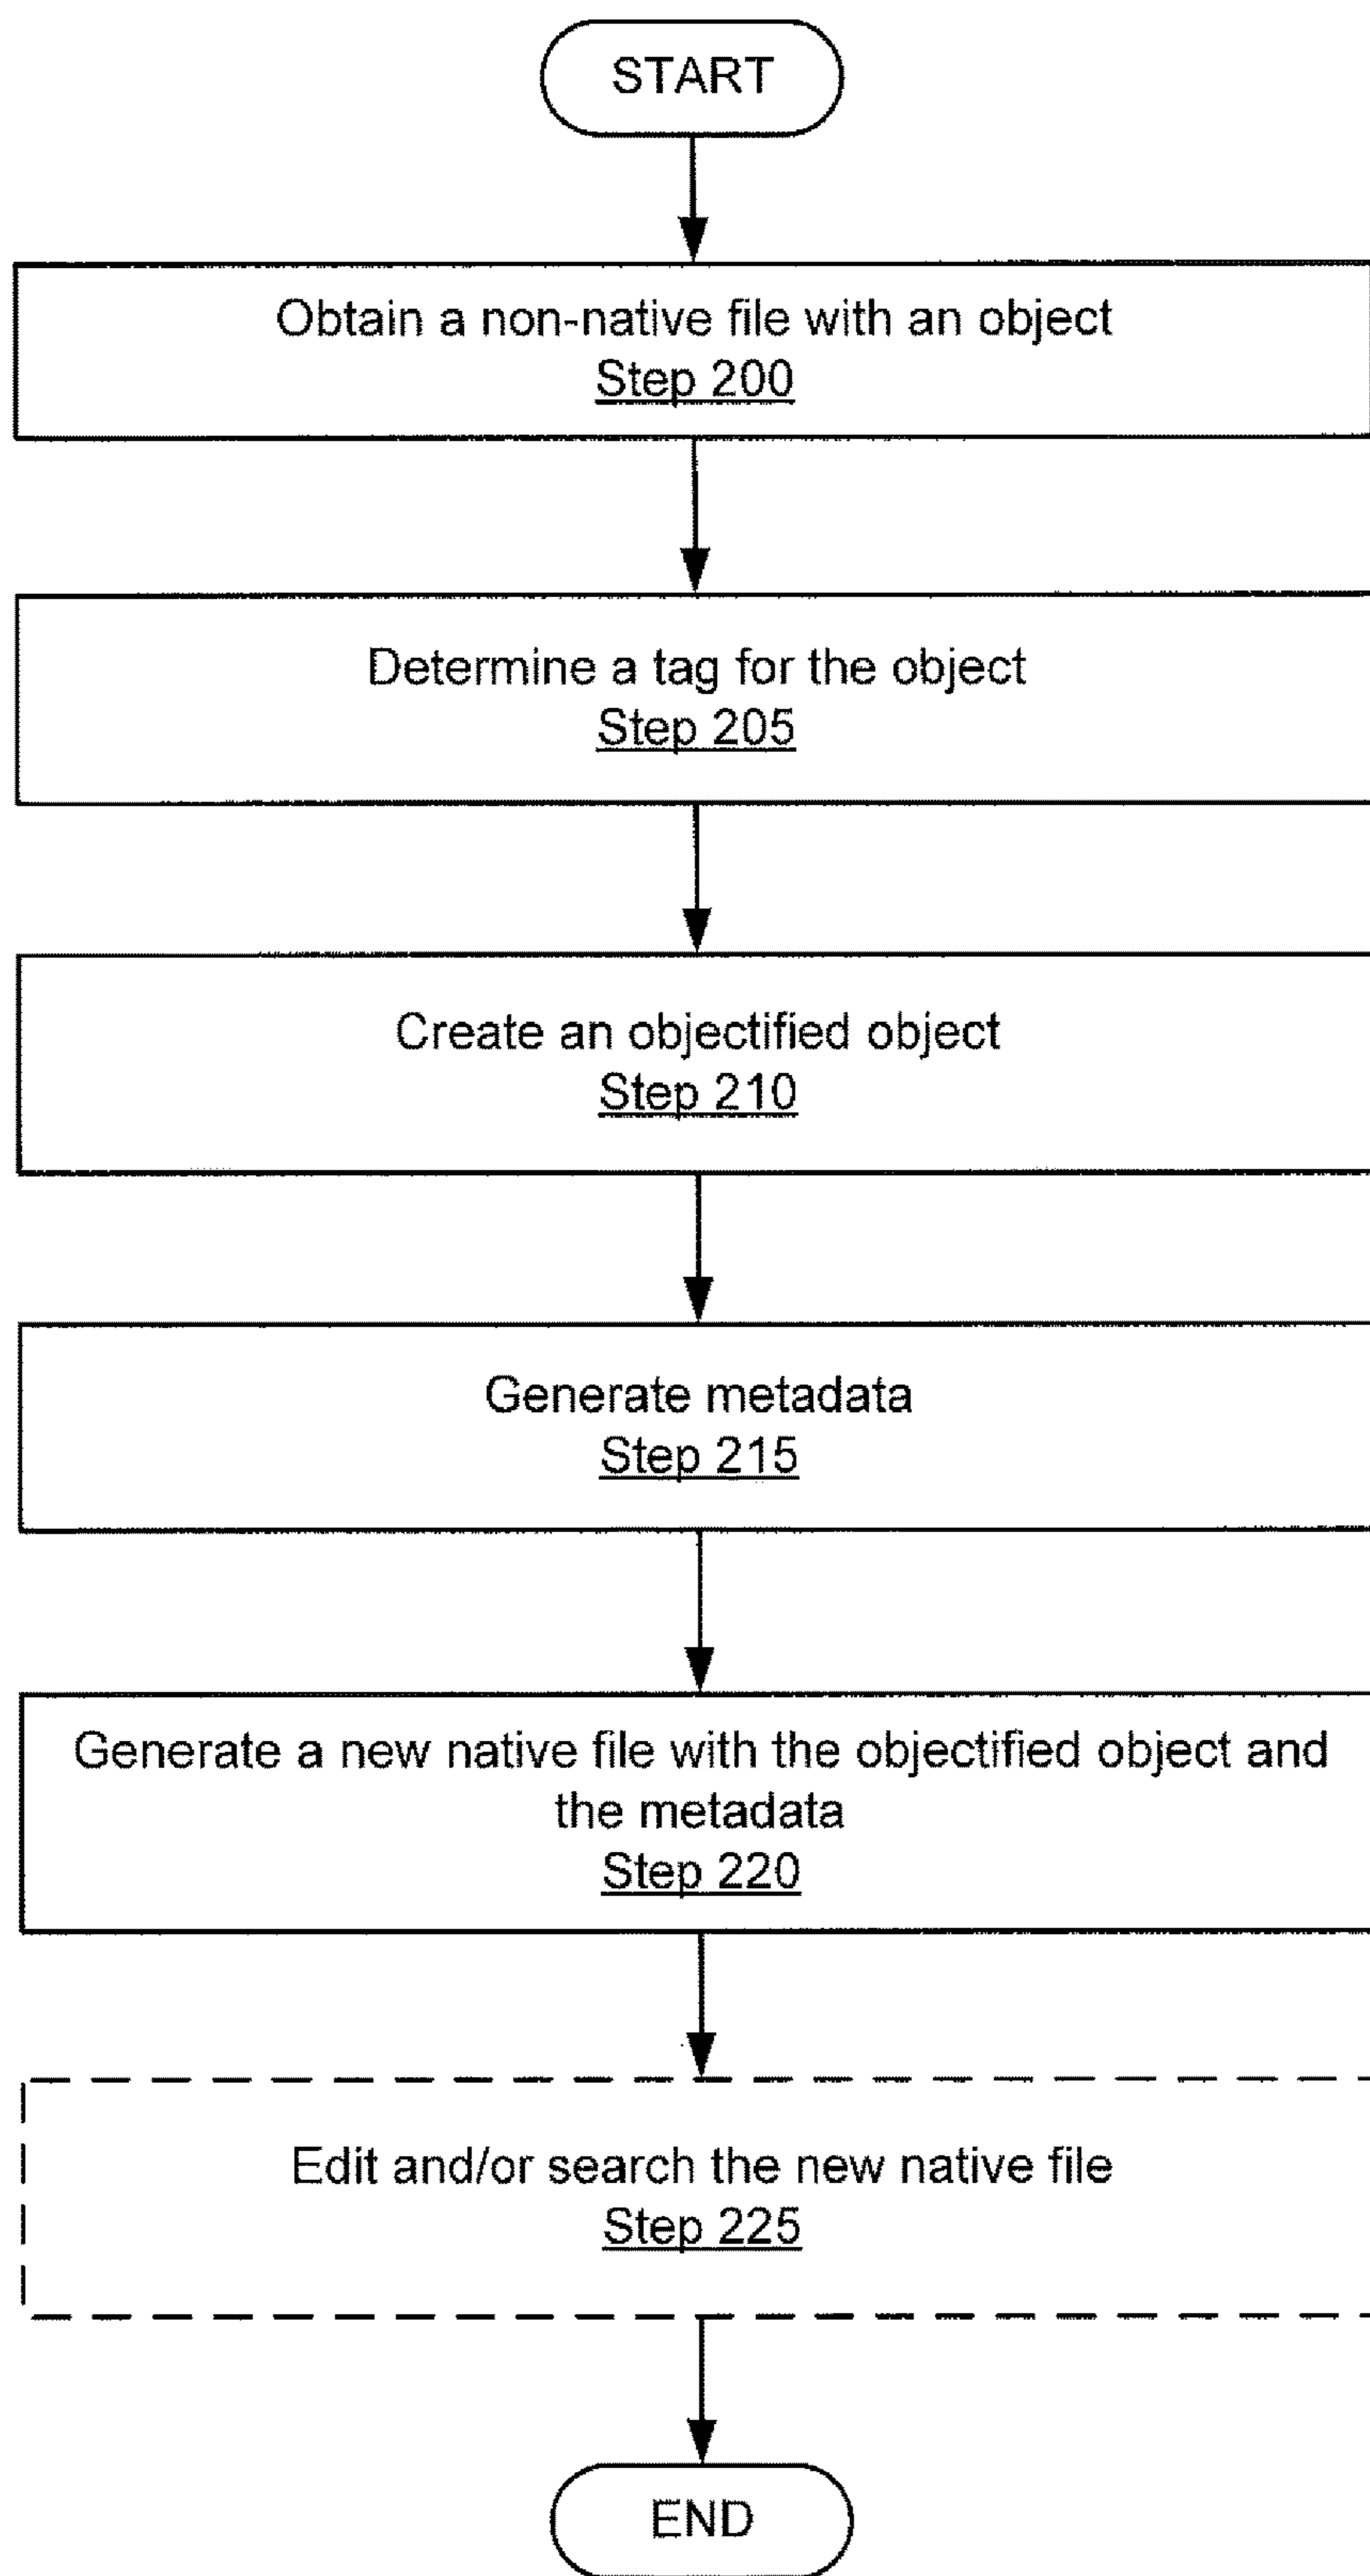 START
Obtain a non-native file with an object
Step 200
Determine a tag for the object
Step 205
Create an objectified object
Step 210
Generate metadata
Step 215
Generate a new native file with the objectified object and
the metadata
Step 220
Edit and/or search the new native file
Step 225
END